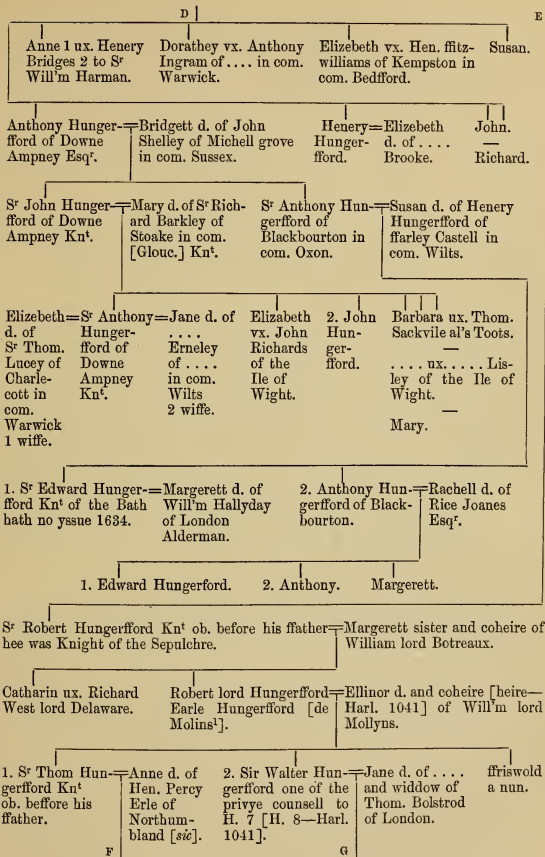 D E
Anne 1 ux. Henery
Bridges 2 to Sr
Will'm Harman.
Dorathey vx. Anthony
Ingram of .... in com.
Warwick.
Elizebeth vx. Hen. ffitz-
williams of Kempston in
com. Bedfford.
Susan.
Anthony Hunger-
fford of Downe
Ampney Esqr.
Bridgett d. of John
Shelley of Michell grove
in com. Sussex.
Henery=Elizebeth
Hunger- d. of ....
fford. Brooke.
John.
—
Richard.
Sr John Hunger-
fford of Downe
Ampney Knt.
Mary d. of Sr Rich-
ard Barkley of
Stoake in com.
[Glouc.] Knt.
Sr Anthony Hun-
gerfford of
Blackbourton in
com. Oxon.
Susan d. of Henery
Hungerfford of
ffarley Castell in
com. Wilts.
Elizebeth=
d. of
Sr Thom.
Lucey of
Charle-
cott in
com.
Warwick
1 wiffe.
Sr Anthony=
Hunger-
fford of
Downe
Ampney
Knt.
Jane d. of
....
Erneley
of ....
in com.
Wilts
2 wiffe.
Elizabeth
vx. John
Richards
of the
Ile of
Wight.
2. John
Hun-
ger-
fford.
Barbara ux. Thom.
Sackvile al's Toots.
—
.... ux. .... Lis-
ley of the Ile of
Wight.
—
Mary.
1. Sr Edward Hunger-=
fford Knt of the Bath
hath no yssue 1634.
Margerett d. of
Will'm Hallyday
of London
Alderman.
2. Anthony Hun-
gerfford of Black-
bourton.
Rachell d. of
Rice Joanes
Esqr.
1. Edward Hungerford. 2. Anthony. Margerett.
Sr Robert Hungerfford Knt ob. before his ffather
hee was Knight of the Sepulchre.
Margerett sister and coheire of
William lord Botreaux.
Catharin ux. Richard
West lord Delaware.
Robert lord Hungerfford
Earle Hungerfford [de
Molins1].
Ellinor d. and coheire [heire—
Harl. 1041] of Will'm lord
Mollyns.
1. Sr Thom Hun-
gerfford Knt
ob. beffore his
ffather.
Anne d. of
Hen. Percy
Erle of
Northum-
bland [sic].
2. Sir Walter Hun-
gerfford one of the
privye counsell to
H. 7 [H. 8—Harl.
1041].
Jane d. of ....
and widdow of
Thom. Bolstrod
of London.
ffriswold
a nun.
F G